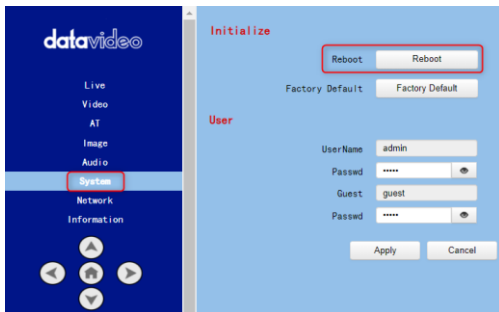 datavideo
Live
Video
AT
Image
Audio
System
Network
Information
Initialize
Reboot Reboot
Factory Default Factory Default
User
UserName admin
Passwd •••••
Guest guest
Passwd •••••
Apply Cancel